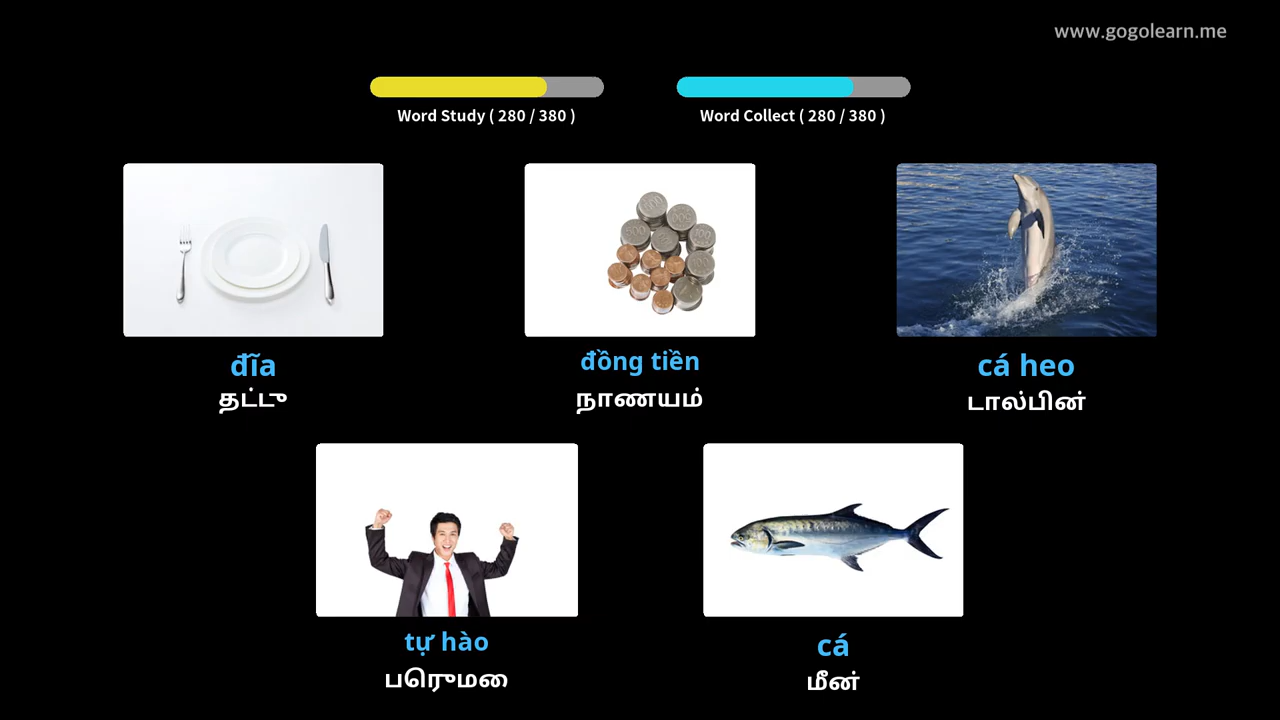 www.gogolearn.me
Word Study ( 280 / 380 )
Word Collect ( 280 / 380 )
đĩa
தட்டு
đồng tiền
நாணயம்
cá heo
டால்பின்
tự hào
பெருமை
cá
மீன்